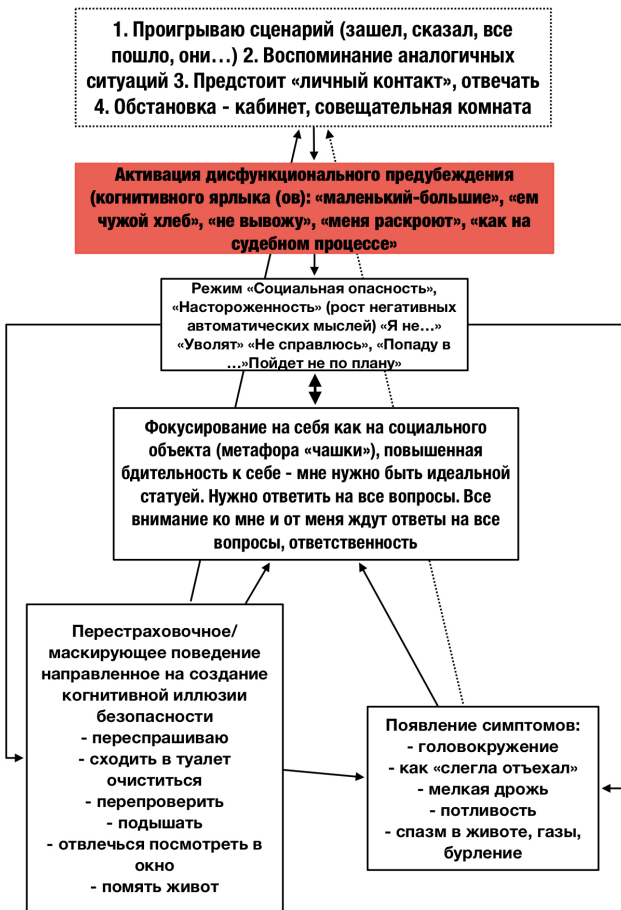 1. Проигрываю сценарий (зашел, сказал, все
пошло, они…) 2. Воспоминание аналогичных
ситуаций 3. Предстоит «личный контакт», отвечать
4. Обстановка - кабинет, совещательная комната
Активация дисфункционального предубеждения
(когнитивного ярлыка (ов): «маленький-большие», «ем
чужой хлеб», «не вывожу», «меня раскроют», «как на
судебном процессе»
Режим «Социальная опасность»,
«Настороженность» (рост негативных
автоматических мыслей) «Я не…»
«Уволят» «Не справлюсь», «Попаду в
…»Пойдет не по плану»
Фокусирование на себя как на социального
объекта (метафора «чашки»), повышенная
бдительность к себе - мне нужно быть идеальной
статуей. Нужно ответить на все вопросы. Все
внимание ко мне и от меня ждут ответы на все
вопросы, ответственность
Перестраховочное/
маскирующее поведение
направленное на создание
когнитивной иллюзии
безопасности
- переспрашиваю
- сходить в туалет
очиститься
- перепроверить
- подышать
- отвлечься посмотреть в
окно
- помять живот
Появление симптомов:
- головокружение
- как «слегла отъехал»
- мелкая дрожь
- потливость
- спазм в животе, газы,
бурление